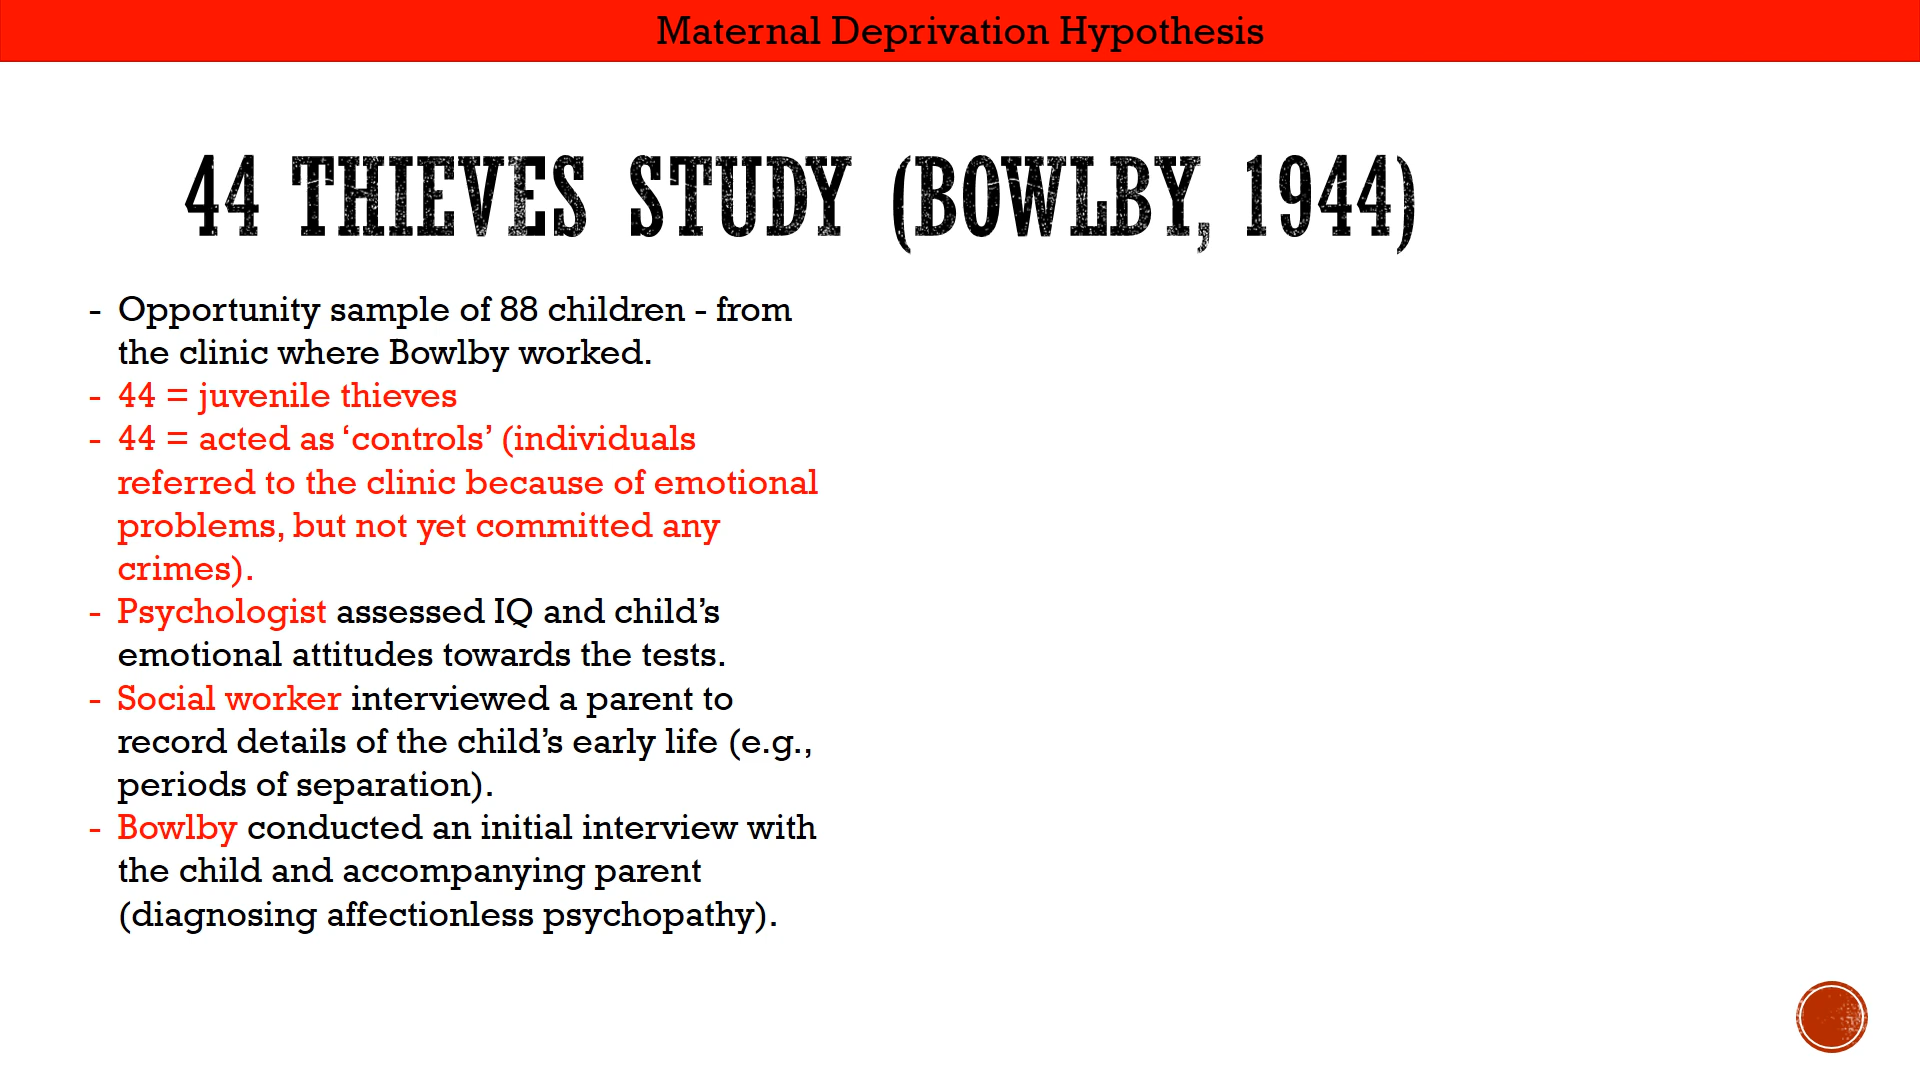 Maternal Deprivation Hypothesis
44 THIEVES STUDY (BOWLBY, 1944)
- Opportunity sample of 88 children - from
the clinic where Bowlby worked.
- 44 = juvenile thieves
- 44 = acted as ‘controls’ (individuals
referred to the clinic because of emotional
problems, but not yet committed any
crimes).
- Psychologist assessed IQ and child’s
emotional attitudes towards the tests.
- Social worker interviewed a parent to
record details of the child’s early life (e.g.,
periods of separation).
- Bowlby conducted an initial interview with
the child and accompanying parent
(diagnosing affectionless psychopathy).